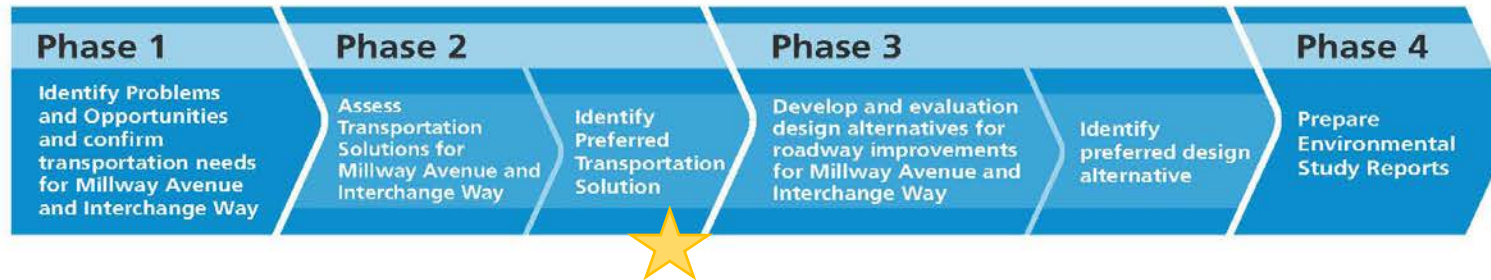 Phase 1
Identify Problems
and Opportunities
and confirm
transportation needs
for Millway Avenue
and Interchange Way
Phase 2
Assess
Transportation
Solutions for
Millway Avenue and
Interchange Way
Identify
Preferred
Transportation
Solution
Phase 3
Develop and evaluation
design alternatives for
roadway improvements
for Millway Avenue and
Interchange Way
Identify
preferred design
alternative
Phase 4
Prepare
Environmental
Study Reports